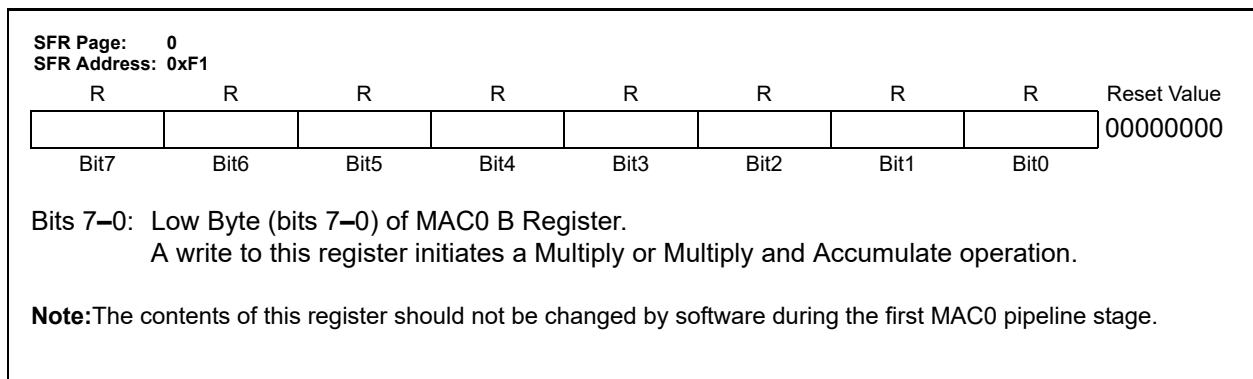 SFR Page: 0
SFR Address: 0xF1
R R R R R R R R Reset Value
00000000
Bit7 Bit6 Bit5 Bit4 Bit3 Bit2 Bit1 Bit0
Bits 7–0: Low Byte (bits 7–0) of MAC0 B Register.
A write to this register initiates a Multiply or Multiply and Accumulate operation.
Note:The contents of this register should not be changed by software during the first MAC0 pipeline stage.